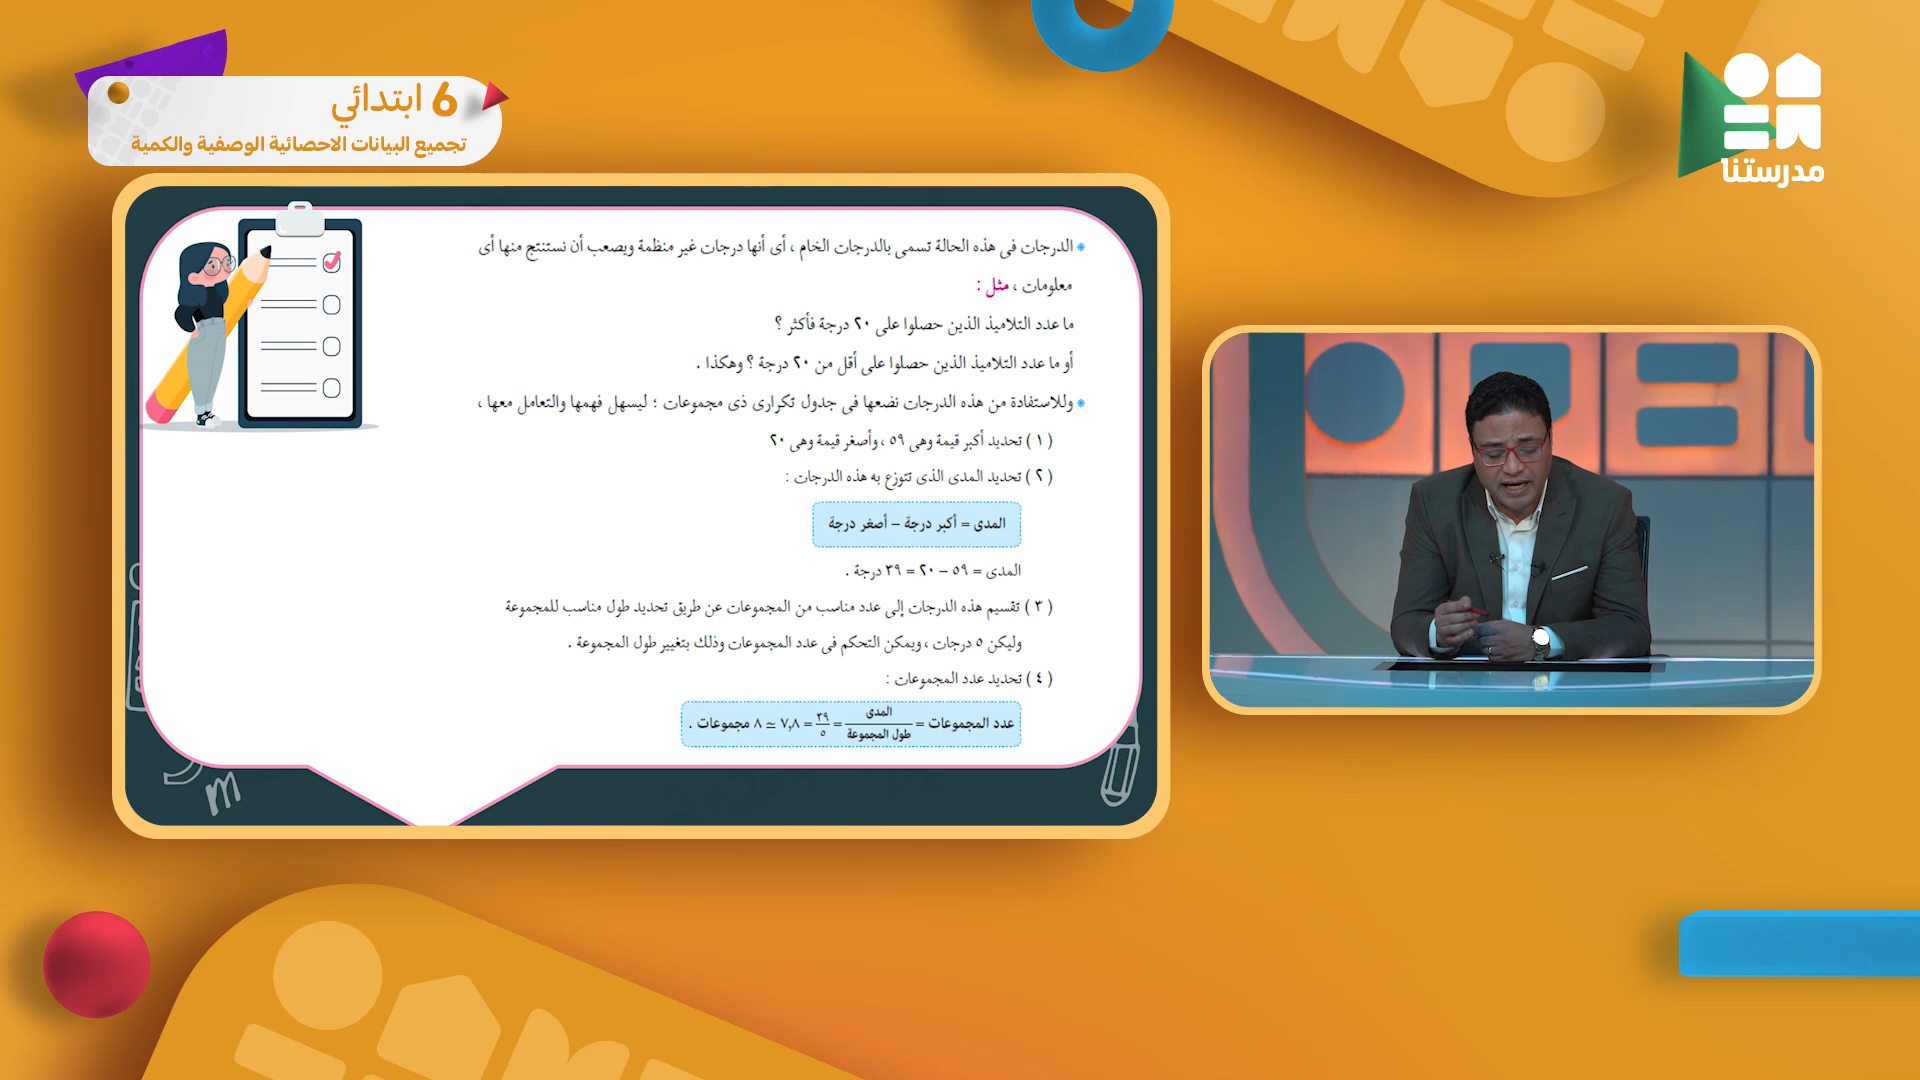 6 ابتدائي
تجميع البيانات الاحصائية الوصفية والكمية
مدرستنا
* الدرجات فى هذه الحالة تسمى بالدرجات الخام ، أى أنها درجات غير منظمة ويصعب أن نستنتج منها أى
معلومات ، مثل :
ما عدد التلاميذ الذين حصلوا على ٢٠ درجة فأكثر ؟
أو ما عدد التلاميذ الذين حصلوا على أقل من ٢٠ درجة ؟ وهكذا .
* وللاستفادة من هذه الدرجات نضعها فى جدول تكرارى ذى مجموعات ؛ ليسهل فهمها والتعامل معها ،
( ١ ) تحديد أكبر قيمة وهى ٥٩ ، وأصغر قيمة وهى ٢٠
( ٢ ) تحديد المدى الذى تتوزع به هذه الدرجات :
المدى = أكبر درجة – أصغر درجة
المدى = ٥٩ – ٢٠ = ٣٩ درجة .
( ٣ ) تقسيم هذه الدرجات إلى عدد مناسب من المجموعات عن طريق تحديد طول مناسب للمجموعة
وليكن ٥ درجات ، ويمكن التحكم فى عدد المجموعات وذلك بتغيير طول المجموعة .
( ٤ ) تحديد عدد المجموعات :
عدد المجموعات = المدى / طول المجموعة = ٣٩ / ٥ = ٧,٨ ≃ ٨ مجموعات .
m